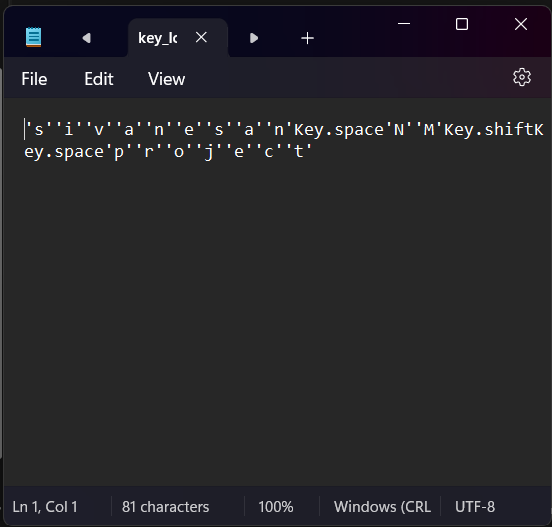 key_lo
File Edit View
's''i''v''a''n''e''s''a''n'Key.space'N''M'Key.shiftK
ey.space'p''r''o''j''e''c''t'
Ln 1, Col 1 81 characters 100% Windows (CRL UTF-8